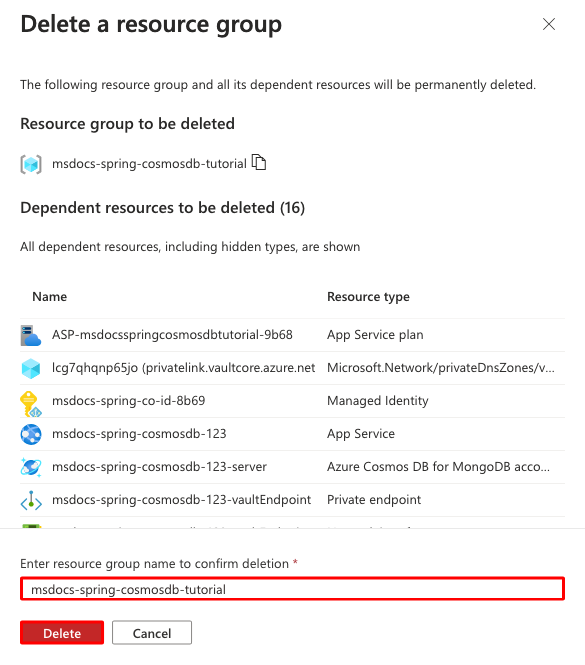 Delete a resource group
The following resource group and all its dependent resources will be permanently deleted.
Resource group to be deleted
msdocs-spring-cosmosdb-tutorial
Dependent resources to be deleted (16)
All dependent resources, including hidden types, are shown
Name Resource type
ASP-msdocsspringcosmosdbtutorial-9b68 App Service plan
lcg7qhqnp65jo (privatelink.vaultcore.azure.net Microsoft.Network/privateDnsZones/v...
msdocs-spring-co-id-8b69 Managed Identity
msdocs-spring-cosmosdb-123 App Service
msdocs-spring-cosmosdb-123-server Azure Cosmos DB for MongoDB acco...
msdocs-spring-cosmosdb-123-vaultEndpoint Private endpoint
Enter resource group name to confirm deletion *
msdocs-spring-cosmosdb-tutorial
Delete Cancel